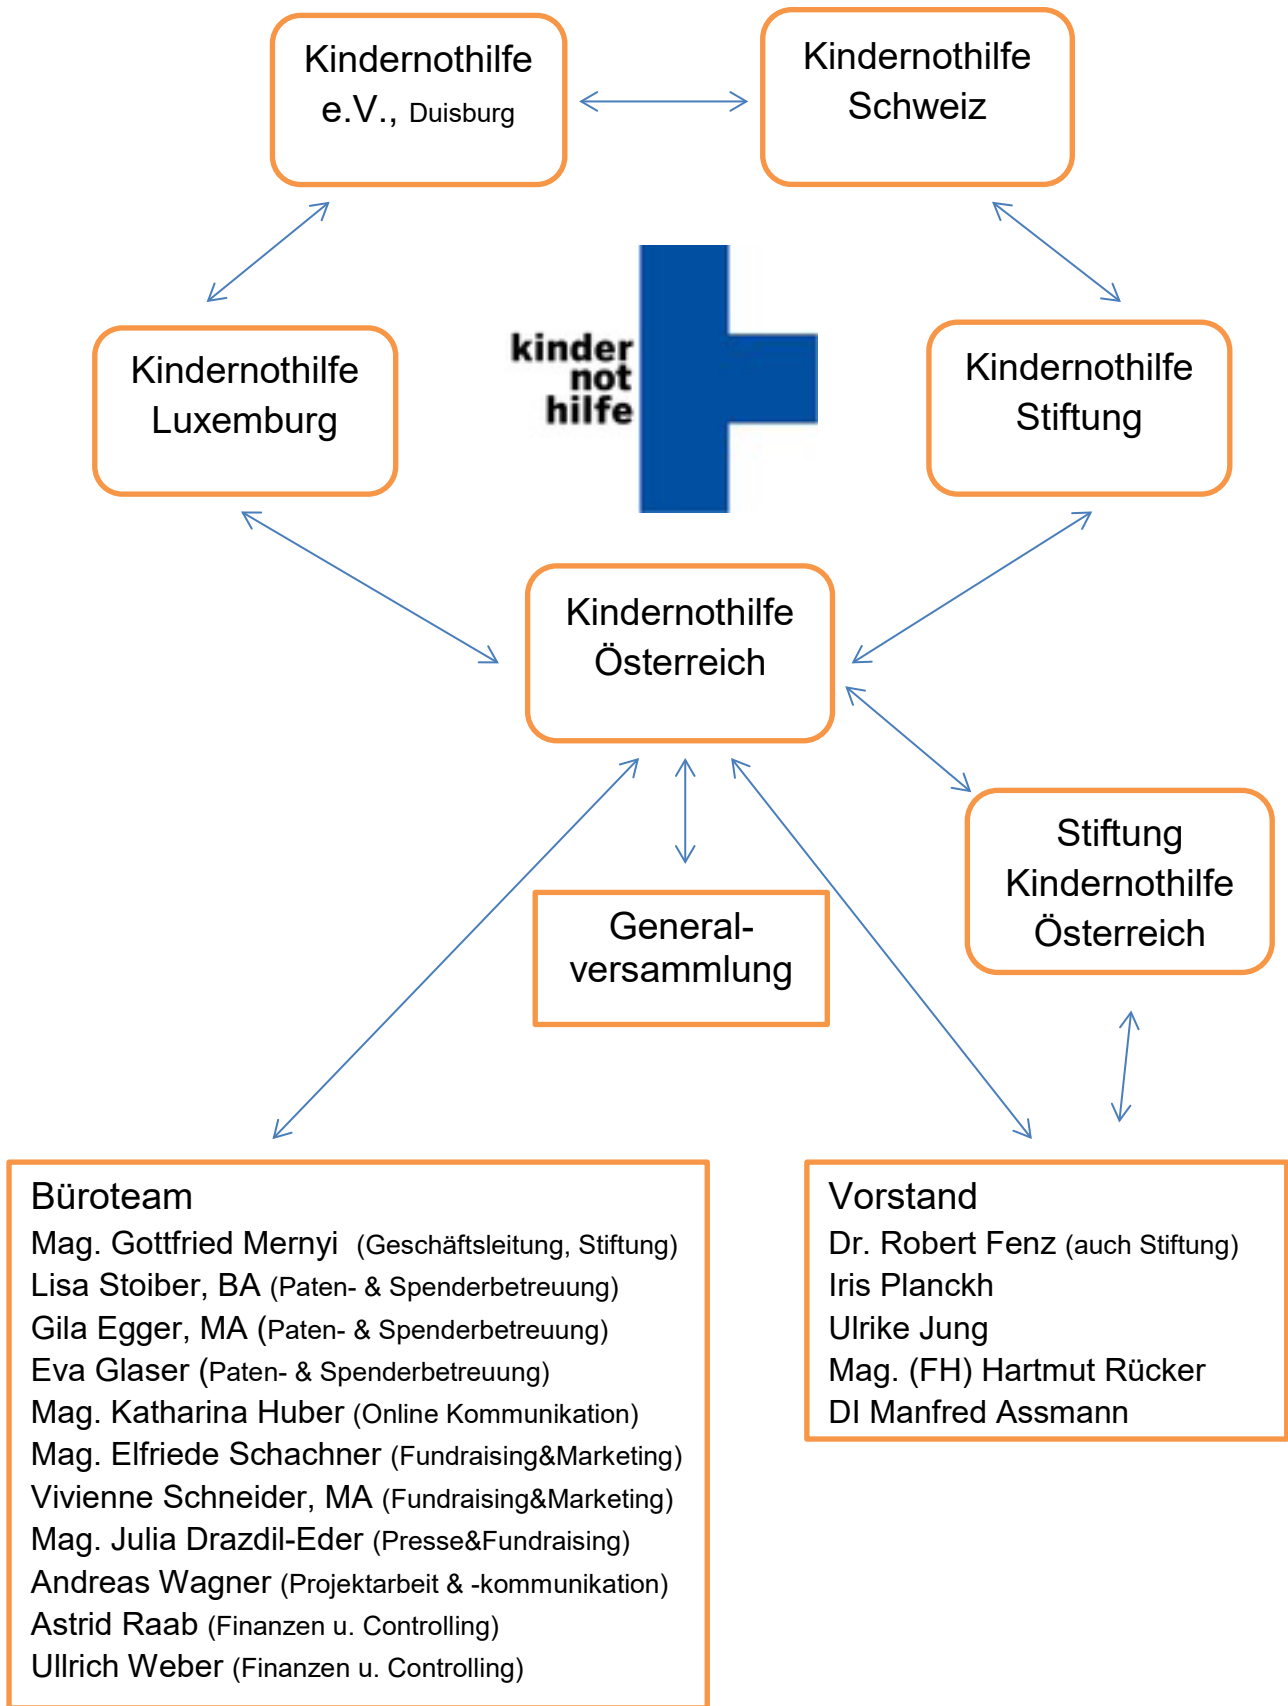 Kindernothilfe
e.V., Duisburg
Kindernothilfe
Schweiz
kinder
not
hilfe
Kindernothilfe
Luxemburg
Kindernothilfe
Stiftung
Kindernothilfe
Österreich
Stiftung
Kindernothilfe
Österreich
General-
versammlung
Büroteam
Mag. Gottfried Mernyi (Geschäftsleitung, Stiftung)
Lisa Stoiber, BA (Paten- & Spenderbetreuung)
Gila Egger, MA (Paten- & Spenderbetreuung)
Eva Glaser (Paten- & Spenderbetreuung)
Mag. Katharina Huber (Online Kommunikation)
Mag. Elfriede Schachner (Fundraising&Marketing)
Vivienne Schneider, MA (Fundraising&Marketing)
Mag. Julia Drazdil-Eder (Presse&Fundraising)
Andreas Wagner (Projektarbeit & -kommunikation)
Astrid Raab (Finanzen u. Controlling)
Ullrich Weber (Finanzen u. Controlling)
Vorstand
Dr. Robert Fenz (auch Stiftung)
Iris Planckh
Ulrike Jung
Mag. (FH) Hartmut Rücker
DI Manfred Assmann